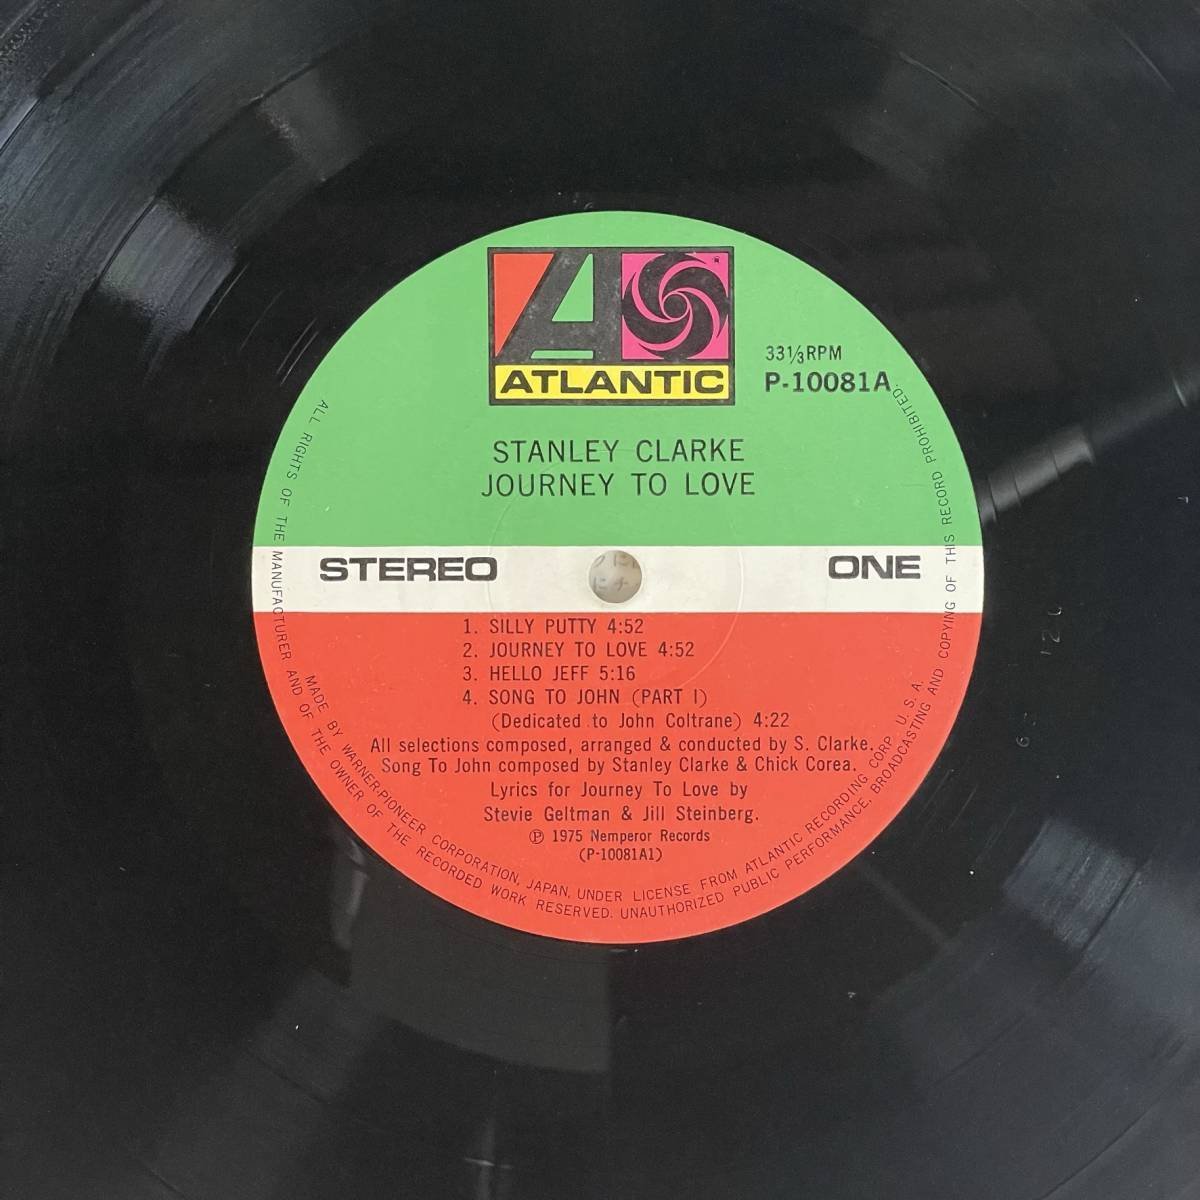 ATLANTIC
33⅓RPM
P-10081A
STANLEY CLARKE
JOURNEY TO LOVE
STEREO
ONE
1. SILLY PUTTY 4:52
2. JOURNEY TO LOVE 4:52
3. HELLO JEFF 5:16
4. SONG TO JOHN (PART I)
(Dedicated to John Coltrane) 4:22
All selections composed, arranged & conducted by S. Clarke.
Song To John composed by Stanley Clarke & Chick Corea.
Lyrics for Journey To Love by
Stevie Geltman & Jill Steinberg.
℗ 1975 Nemperor Records
(P-10081A1)
MADE BY WARNER-PIONEER CORPORATION, JAPAN, UNDER LICENSE FROM ATLANTIC RECORDING CORP. U.S.A.
ALL RIGHTS OF THE MANUFACTURER AND OF THE OWNER OF THE RECORDED WORK RESERVED. UNAUTHORIZED PUBLIC PERFORMANCE, BROADCASTING AND COPYING OF THIS RECORD PROHIBITED.